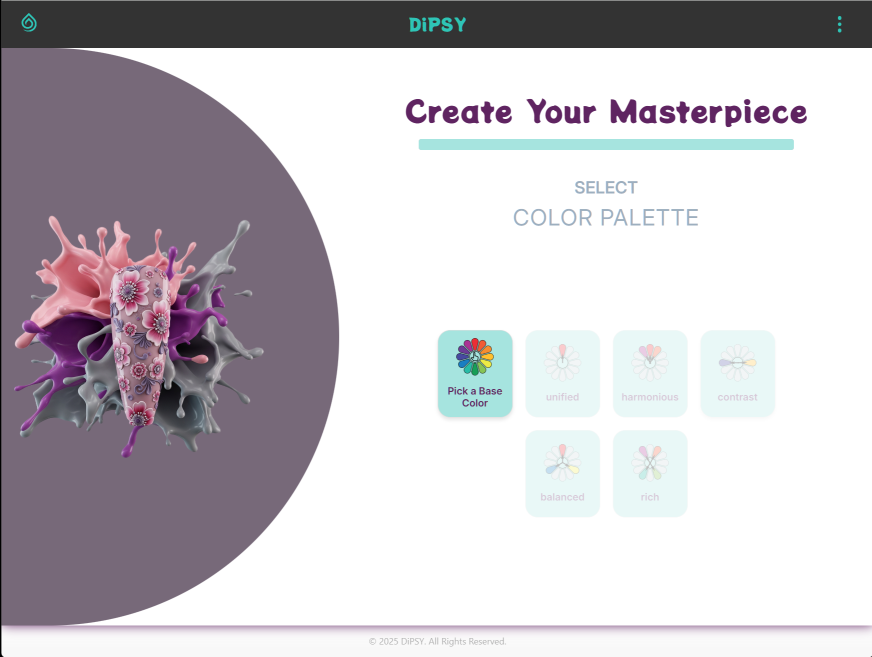 DiPSY
Create Your Masterpiece
SELECT
COLOR PALETTE
Pick a Base
Color
unified
harmonious
contrast
balanced
rich
© 2025 DiPSY. All Rights Reserved.